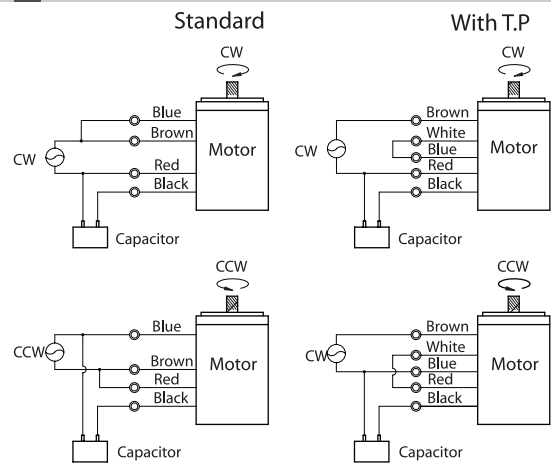 Standard
With T.P
CW
CW
Blue
Brown
CW
Motor
Red
Black
Capacitor
Brown
White
CW
Blue
Motor
Red
Black
Capacitor
CCW
CCW
Blue
CCW
Brown
Motor
Red
Black
Capacitor
Brown
White
CW
Blue
Motor
Red
Black
Capacitor